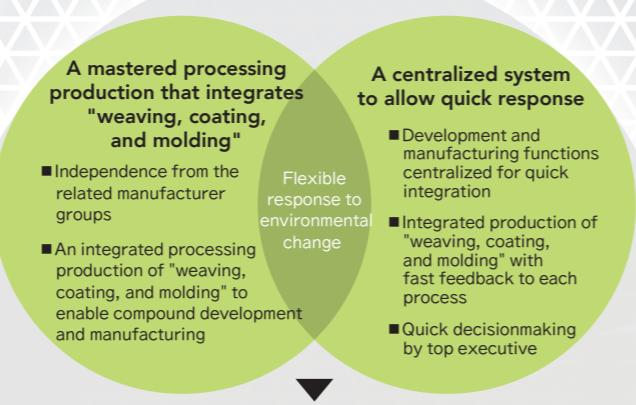 A mastered processing
production that integrates
"weaving, coating,
and molding"
■Independence from the
related manufacturer
groups
■An integrated processing
production of "weaving,
coating, and molding" to
enable compound development
and manufacturing
Flexible
response to
environmental
change
A centralized system
to allow quick response
■Development and
manufacturing functions
centralized for quick
integration
■Integrated production of
"weaving, coating,
and molding" with
fast feedback to each
process
■Quick decisionmaking
by top executive